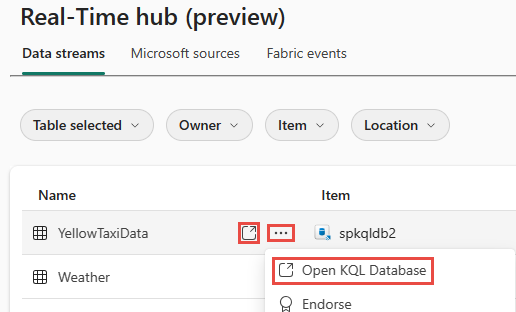 Real-Time hub (preview)
Data streams Microsoft sources Fabric events
Table selected Owner Item Location
Name Item
YellowTaxiData ... spkqldb2
Open KQL Database
Weather
Endorse